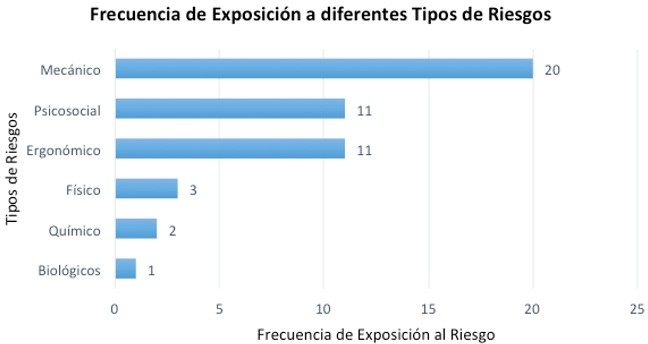 Frecuencia de Exposición a diferentes Tipos de Riesgos
Tipos de Riesgos
Mecánico 20
Psicosocial 11
Ergonómico 11
Físico 3
Químico 2
Biológicos 1
0 5 10 15 20 25
Frecuencia de Exposición al Riesgo